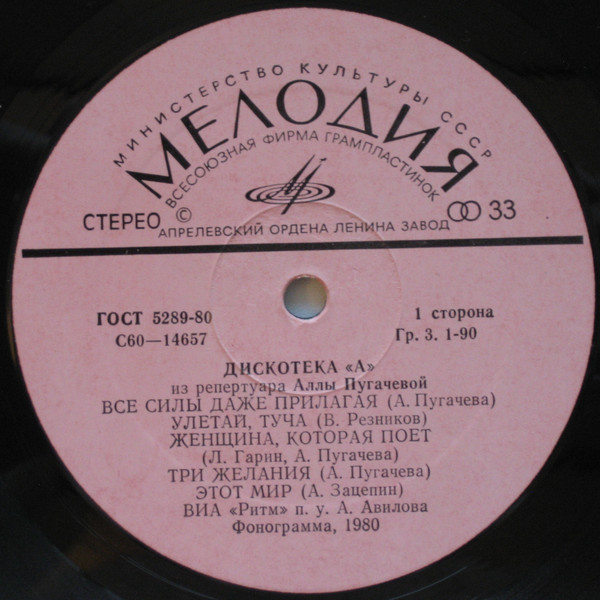 МИНИСТЕРСТВО КУЛЬТУРЫ СССР
МЕЛОДИЯ
ВСЕСОЮЗНАЯ ФИРМА ГРАМПЛАСТИНОК
СТЕРЕО © 33
АПРЕЛЕВСКИЙ ОРДЕНА ЛЕНИНА ЗАВОД
ГОСТ 5289-80 1 сторона
С60—14657 Гр. 3. 1-90
ДИСКОТЕКА «А»
из репертуара Аллы Пугачевой
ВСЕ СИЛЫ ДАЖЕ ПРИЛАГАЯ (А. Пугачева)
УЛЕТАЙ, ТУЧА (В. Резников)
ЖЕНЩИНА, КОТОРАЯ ПОЕТ
(Л. Гарин, А. Пугачева)
ТРИ ЖЕЛАНИЯ (А. Пугачева)
ЭТОТ МИР (А. Зацепин)
ВИА «Ритм» п. у. А. Авилова
Фонограмма, 1980